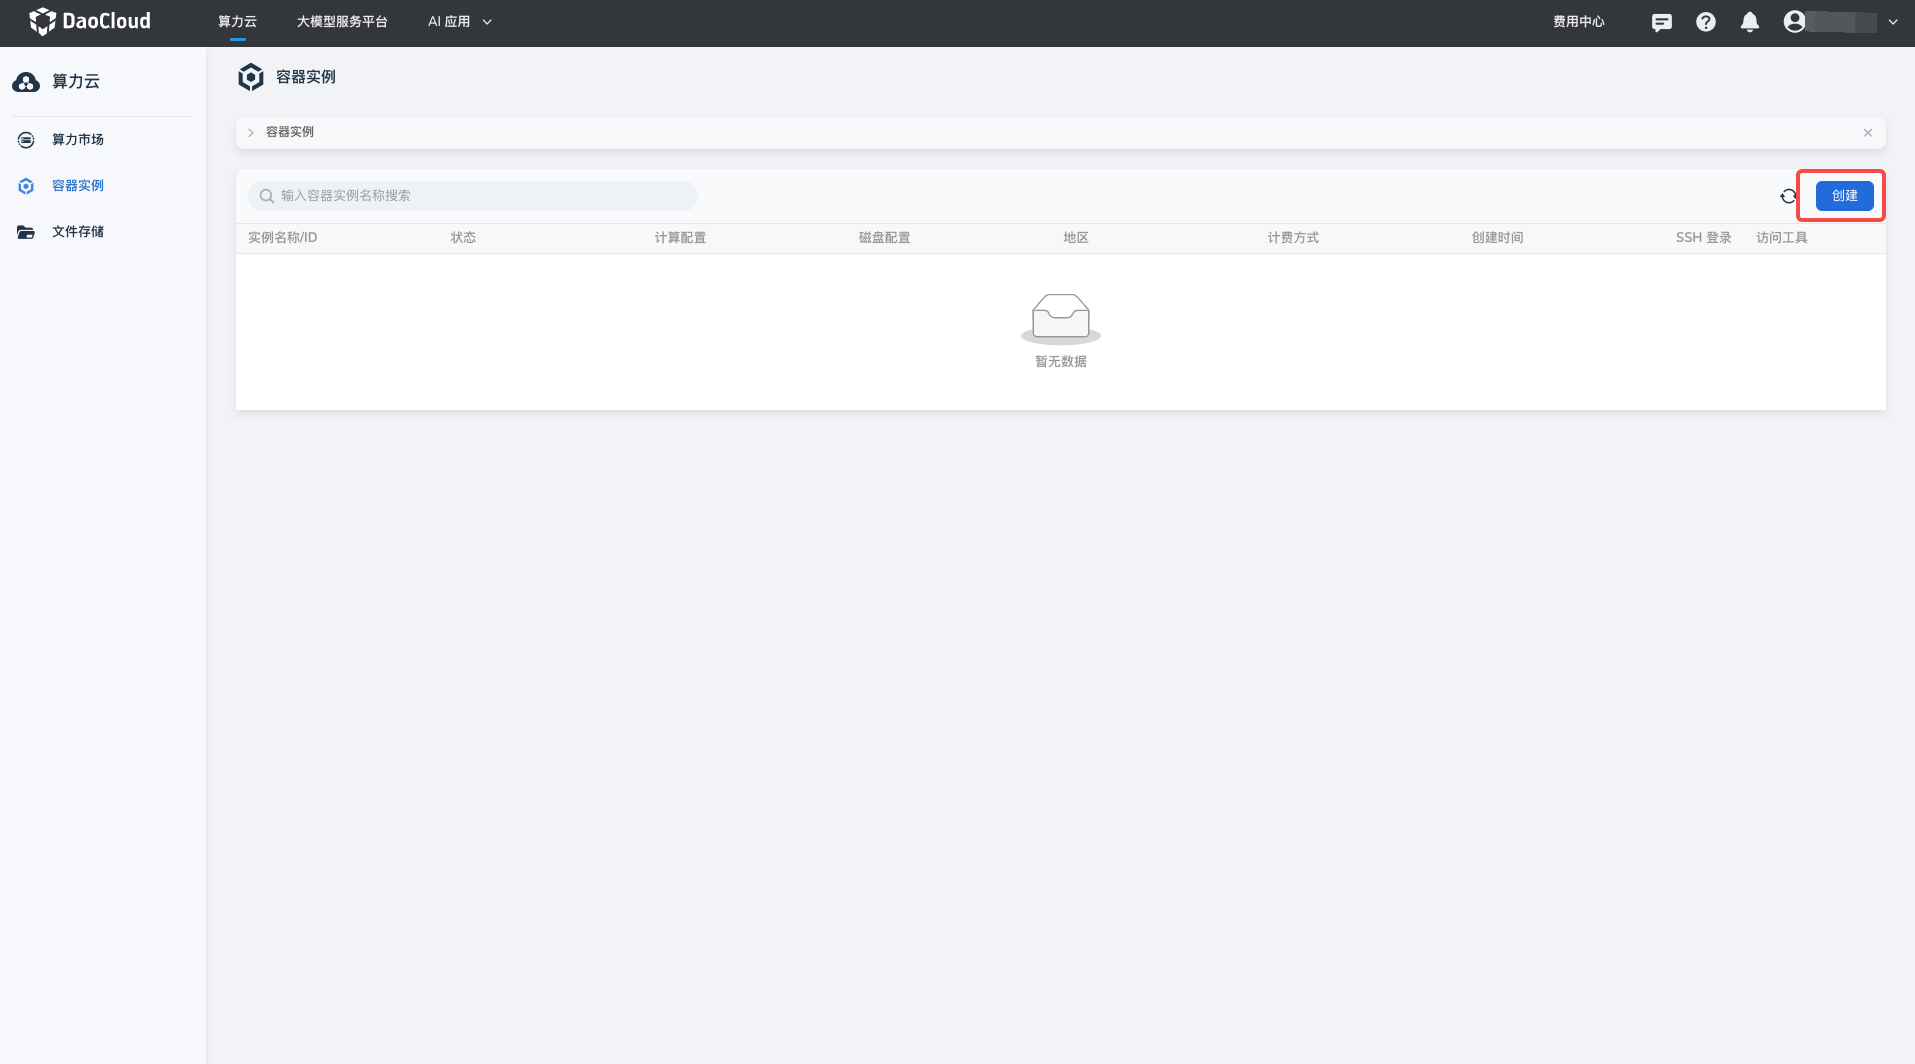 DaoCloud 算力云 大模型服务平台 AI 应用 费用中心
算力云
算力市场
容器实例
文件存储
容器实例
容器实例
输入容器实例名称搜索 创建
实例名称/ID 状态 计算配置 磁盘配置 地区 计费方式 创建时间 SSH 登录 访问工具
暂无数据